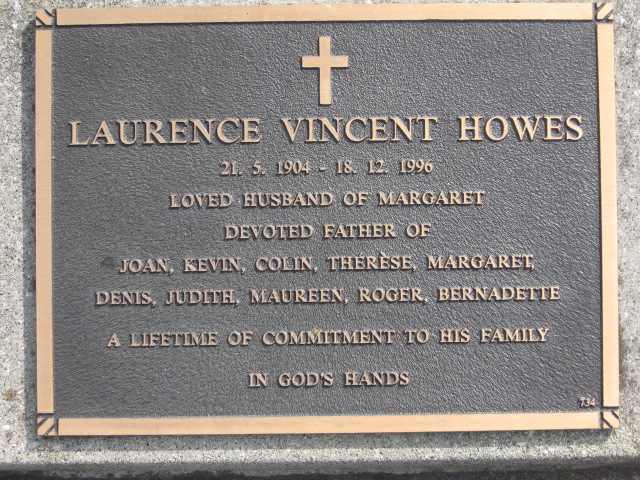 LAURENCE VINCENT HOWES
21. 5. 1904 - 18. 12. 1996
LOVED HUSBAND OF MARGARET
DEVOTED FATHER OF
JOAN, KEVIN, COLIN, THERÈSE, MARGARET,
DENIS, JUDITH, MAUREEN, ROGER, BERNADETTE
A LIFETIME OF COMMITMENT TO HIS FAMILY
IN GOD'S HANDS
734